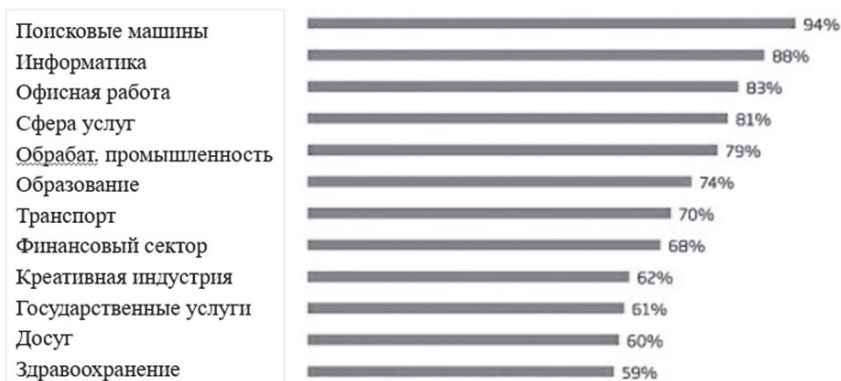 Поисковые машины 94%
Информатика 88%
Офисная работа 83%
Сфера услуг 81%
Обрабат. промышленность 79%
Образование 74%
Транспорт 70%
Финансовый сектор 68%
Креативная индустрия 62%
Государственные услуги 61%
Досуг 60%
Здравоохранение 59%